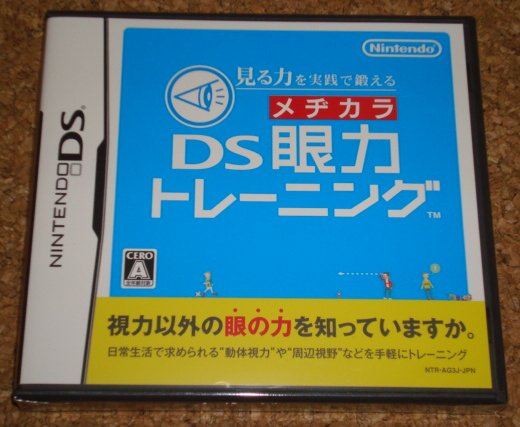 NINTENDO DS
Nintendo
見る力を実践で鍛える
メヂカラ
DS眼力
トレーニング™
CERO
A
全年齢対象
視力以外の眼の力を知っていますか。
日常生活で求められる"動体視力"や"周辺視野"などを手軽にトレーニング
NTR-AG3J-JPN